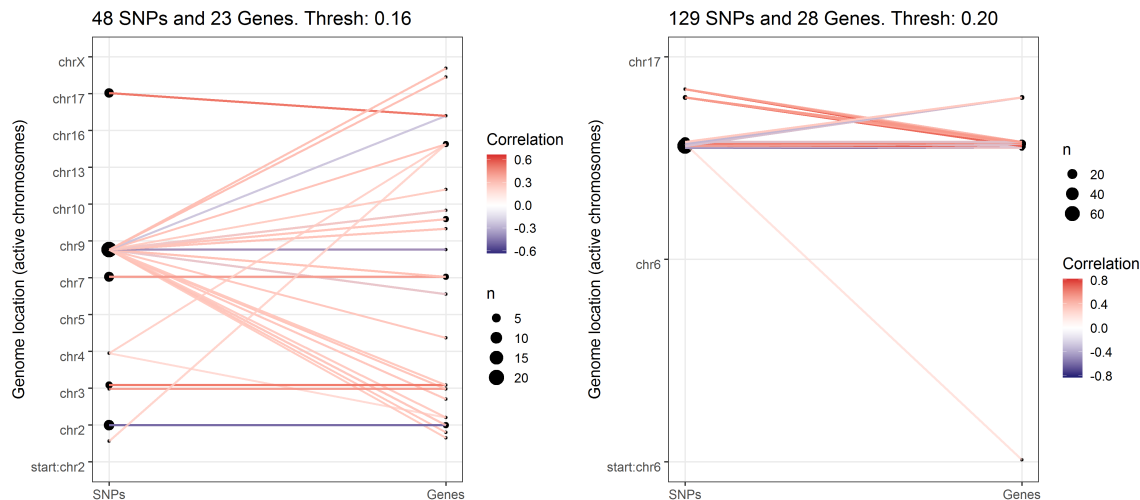 48 SNPs and 23 Genes. Thresh: 0.16
Genome location (active chromosomes)
chrX
chr17
chr16
chr13
chr10
chr9
chr7
chr5
chr4
chr3
chr2
start:chr2
SNPs
Genes
Correlation
0.6
0.3
0.0
-0.3
-0.6
n
5
10
15
20
129 SNPs and 28 Genes. Thresh: 0.20
Genome location (active chromosomes)
chr17
chr6
start:chr6
SNPs
Genes
n
20
40
60
Correlation
0.8
0.4
0.0
-0.4
-0.8